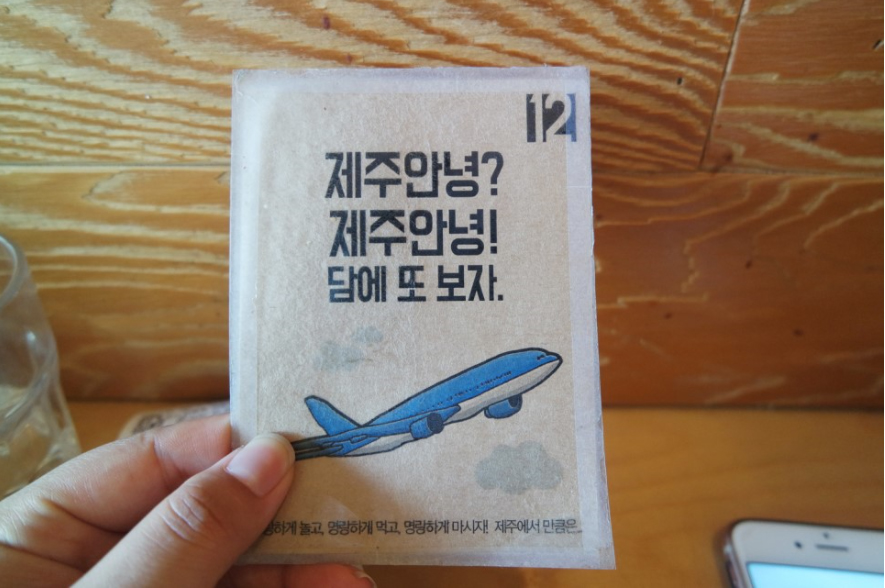 12
제주안녕?
제주안녕!
담에 또 보자.
놀고, 명랑하게 먹고, 명랑하게 마시자! 제주에서 만큼은